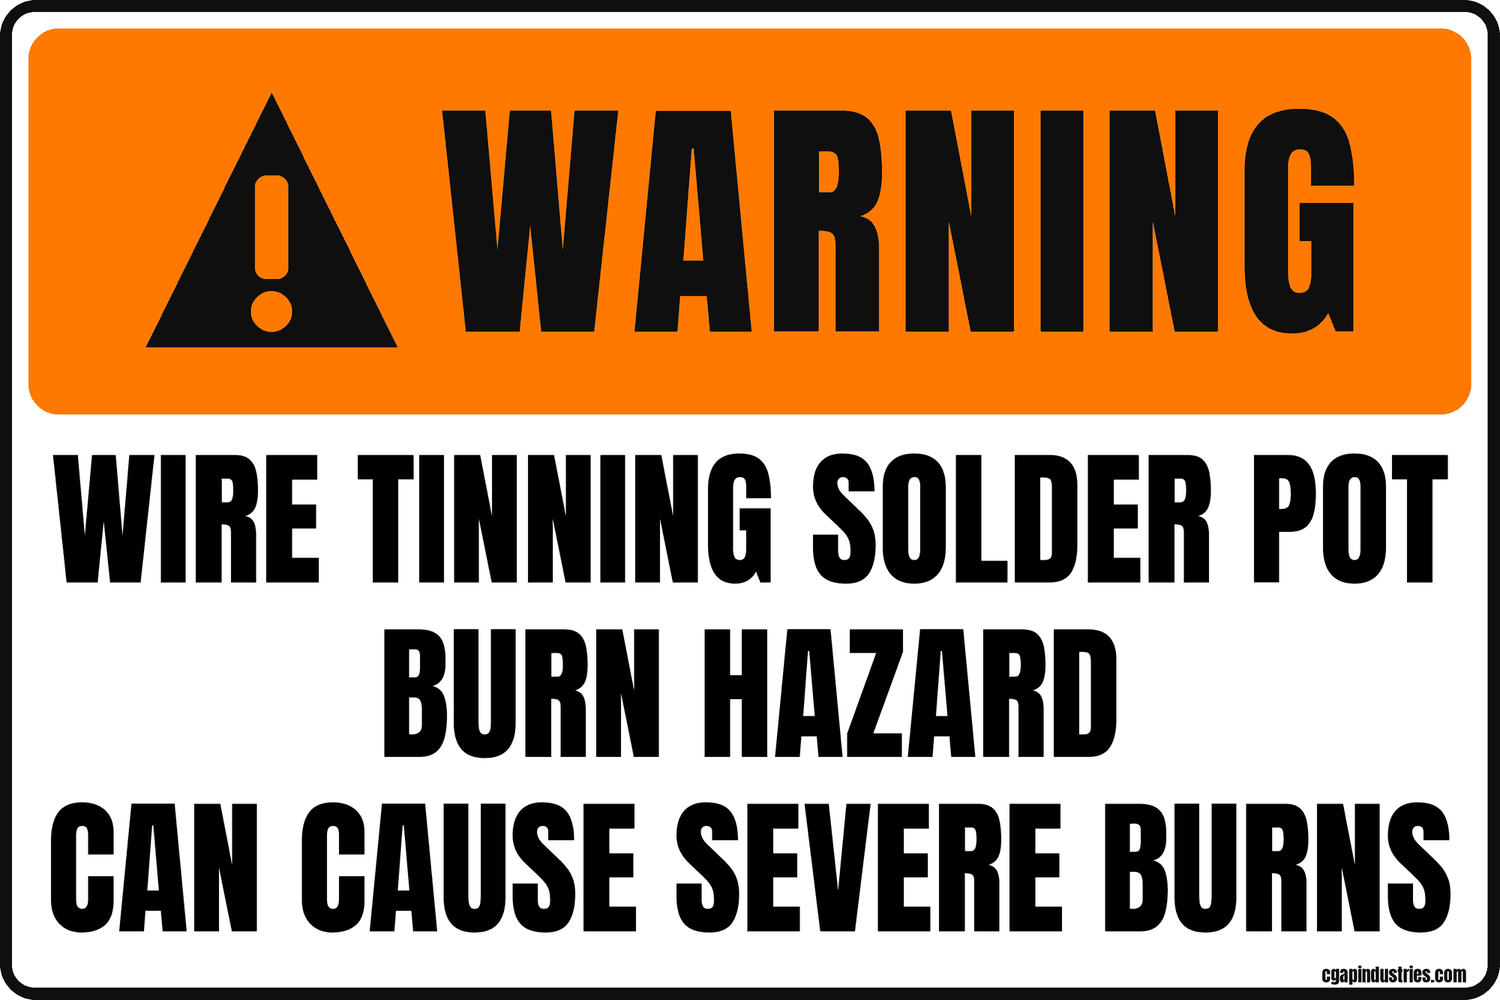 WARNING
WIRE TINNING SOLDER POT
BURN HAZARD
CAN CAUSE SEVERE BURNS
cgapindustries.com